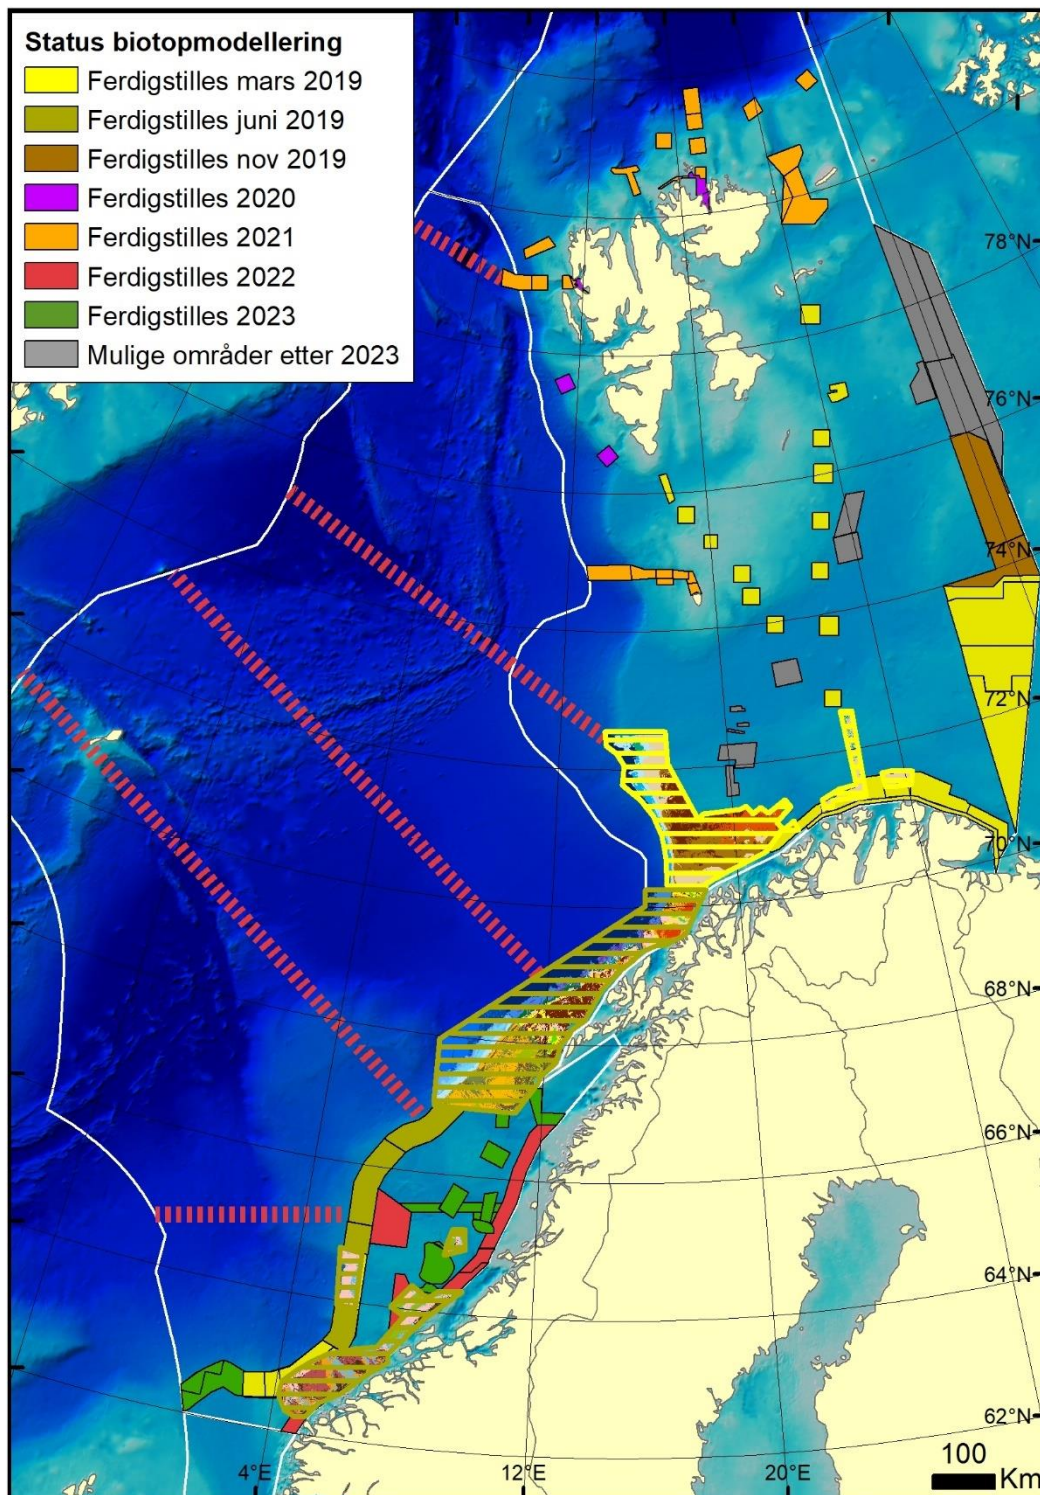 Status biotopmodellering
Ferdigstilles mars 2019
Ferdigstilles juni 2019
Ferdigstilles nov 2019
Ferdigstilles 2020
Ferdigstilles 2021
Ferdigstilles 2022
Ferdigstilles 2023
Mulige områder etter 2023
78°N
76°N
74°N
72°N
70°N
68°N
66°N
64°N
62°N
4°E
12°E
20°E
100
Km